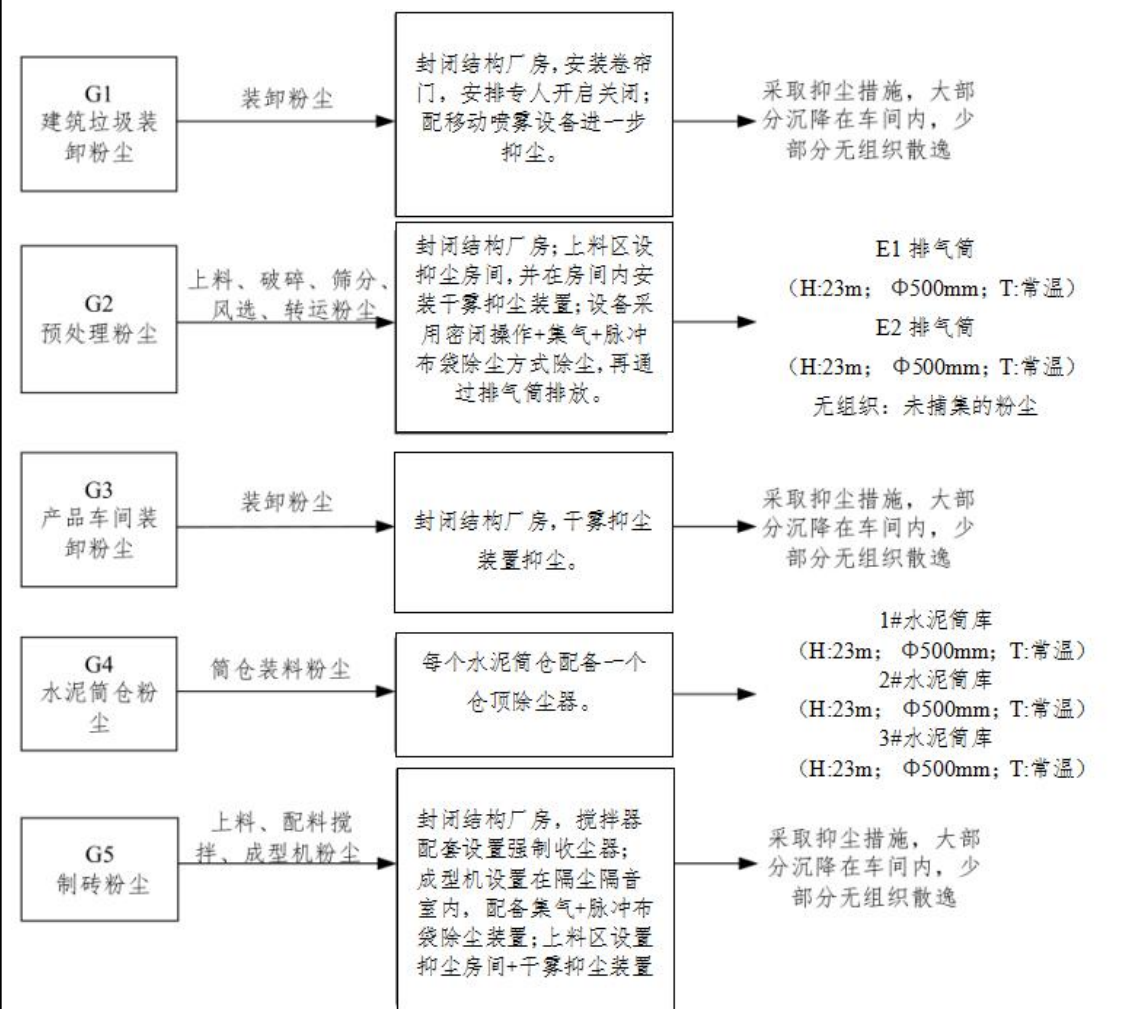 G1
建筑垃圾装
卸粉尘
装卸粉尘
封闭结构厂房,安装卷帘
门，安排专人开启关闭；
配移动喷雾设备进一步
抑尘。
采取抑尘措施，大部
分沉降在车间内，少
部分无组织散逸
G2
预处理粉尘
上料、破碎、筛分、
风选、转运粉尘
封闭结构厂房；上料区设
抑尘房间,并在房间内安
装干雾抑尘装置；设备采
用密闭操作+集气+脉冲
布袋除尘方式除尘,再通
过排气筒排放。
E1 排气筒
（H:23m； Φ500mm；T:常温）
E2 排气筒
（H:23m； Φ500mm；T:常温）
无组织：未捕集的粉尘
G3
产品车间装
卸粉尘
装卸粉尘
封闭结构厂房,干雾抑尘
装置抑尘。
采取抑尘措施，大部
分沉降在车间内，少
部分无组织散逸
G4
水泥筒仓粉
尘
筒仓装料粉尘
每个水泥筒仓配备一个
仓顶除尘器。
1#水泥筒库
（H:23m； Φ500mm；T:常温）
2#水泥筒库
（H:23m； Φ500mm；T:常温）
3#水泥筒库
（H:23m； Φ500mm；T:常温）
G5
制砖粉尘
上料、配料搅
拌、成型机粉尘
封闭结构厂房，搅拌器
配套设置强制收尘器；
成型机设置在隔尘隔音
室内，配备集气+脉冲布
袋除尘装置；上料区设置
抑尘房间+干雾抑尘装置
采取抑尘措施，大部
分沉降在车间内，少
部分无组织散逸